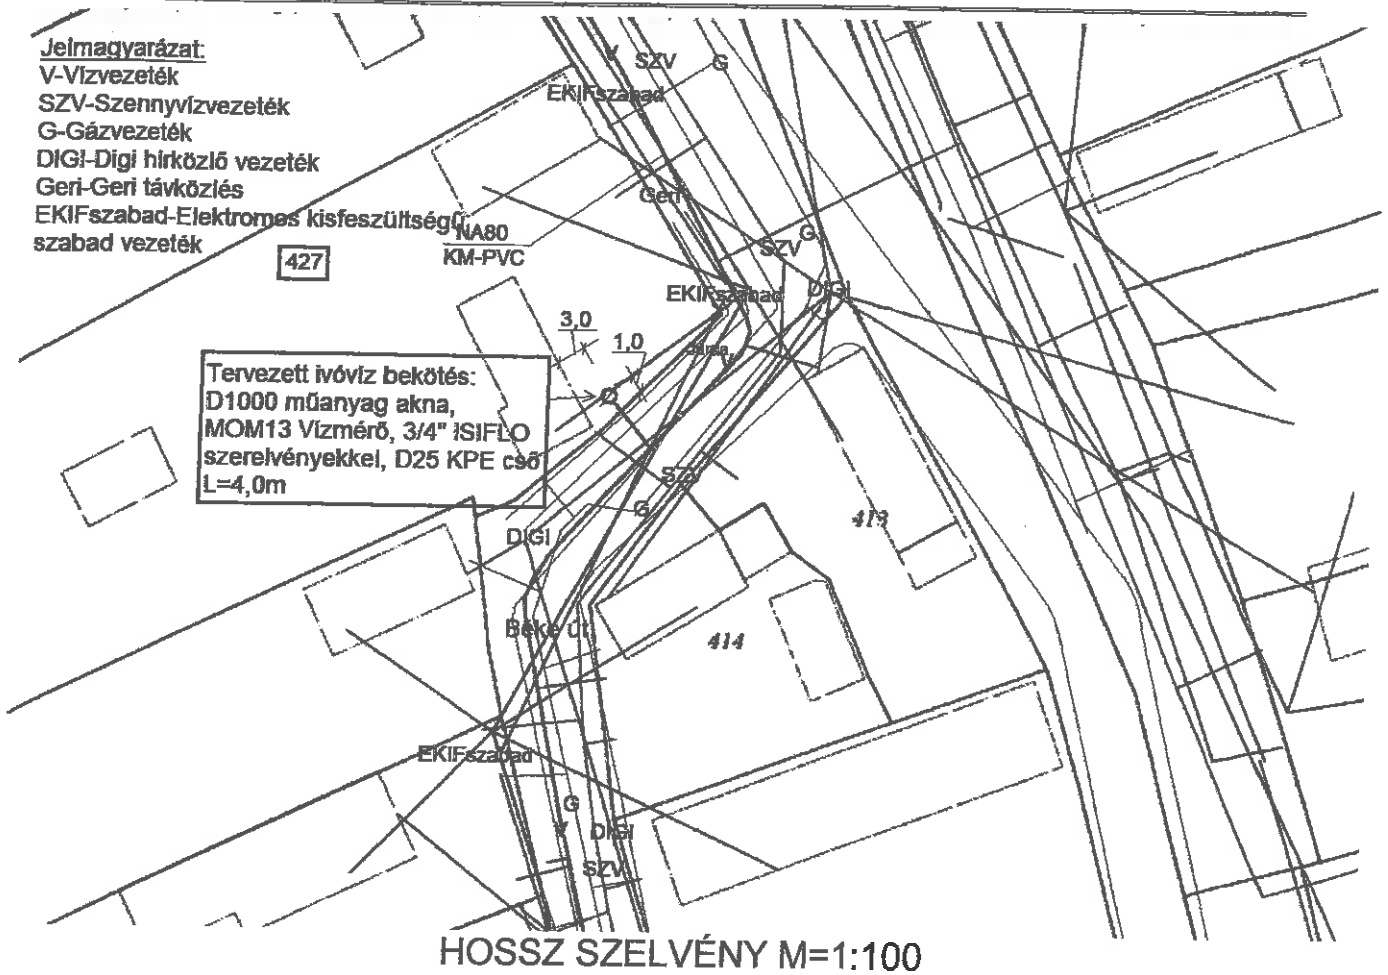 Jelmagyarázat:
V-Vízvezeték
SZV-Szennyvízvezeték
G-Gázvezeték
DIGI-Digi hírközlő vezeték
Geri-Geri távközlés
EKIFszabad-Elektromos kisfeszültségű
szabad vezeték
427
NA80
KM-PVC
V
SZV
G
EKIFszabad
Geri
G
SZV
EKIFszabad
DIGI
3,0
1,0
Tervezett ivóvíz bekötés:
D1000 műanyag akna,
MOM13 Vízmérő, 3/4" ISIFLO
szerelvényekkel, D25 KPE cső
L=4,0m
SZV
G
DIGI
413
Béke út
414
EKIFszabad
G
V
DIGI
SZV
HOSSZ SZELVÉNY M=1:100